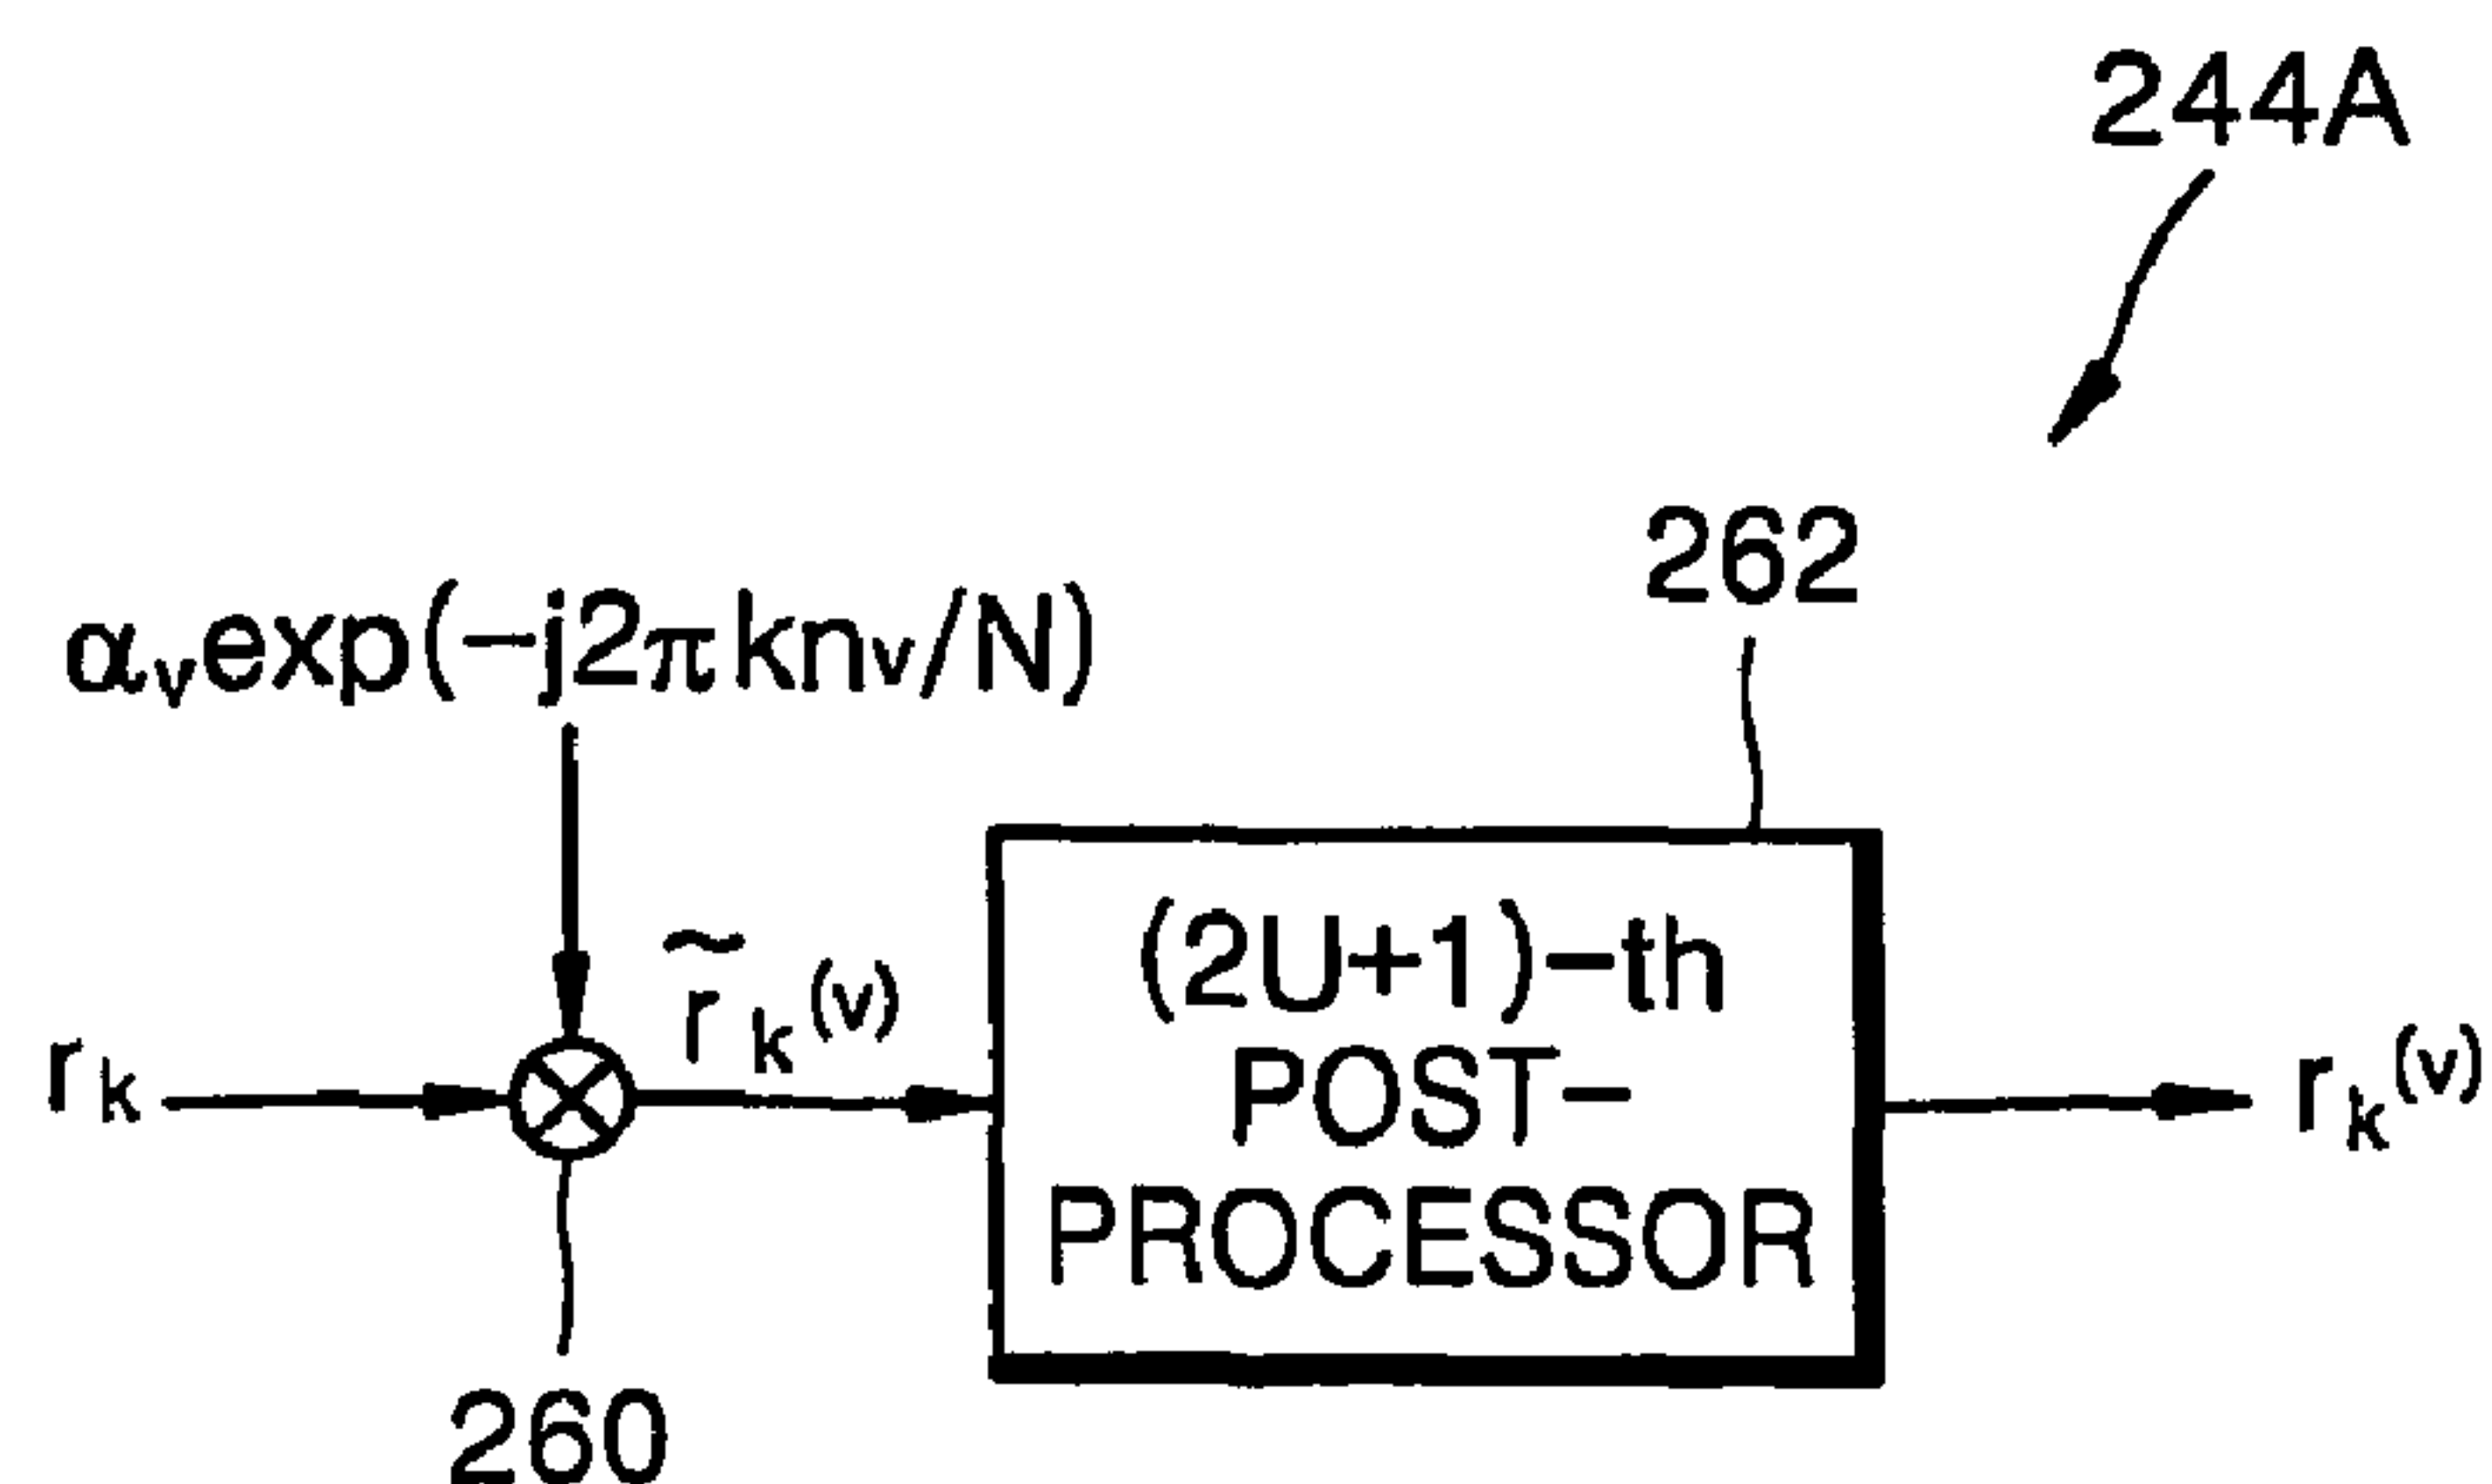 244A
262
αᵥexp(-j2πknᵥ/N)
r̃ₖ⁽ᵛ⁾
rₖ
(2U+1)-th
POST-
PROCESSOR
rₖ⁽ᵛ⁾
260